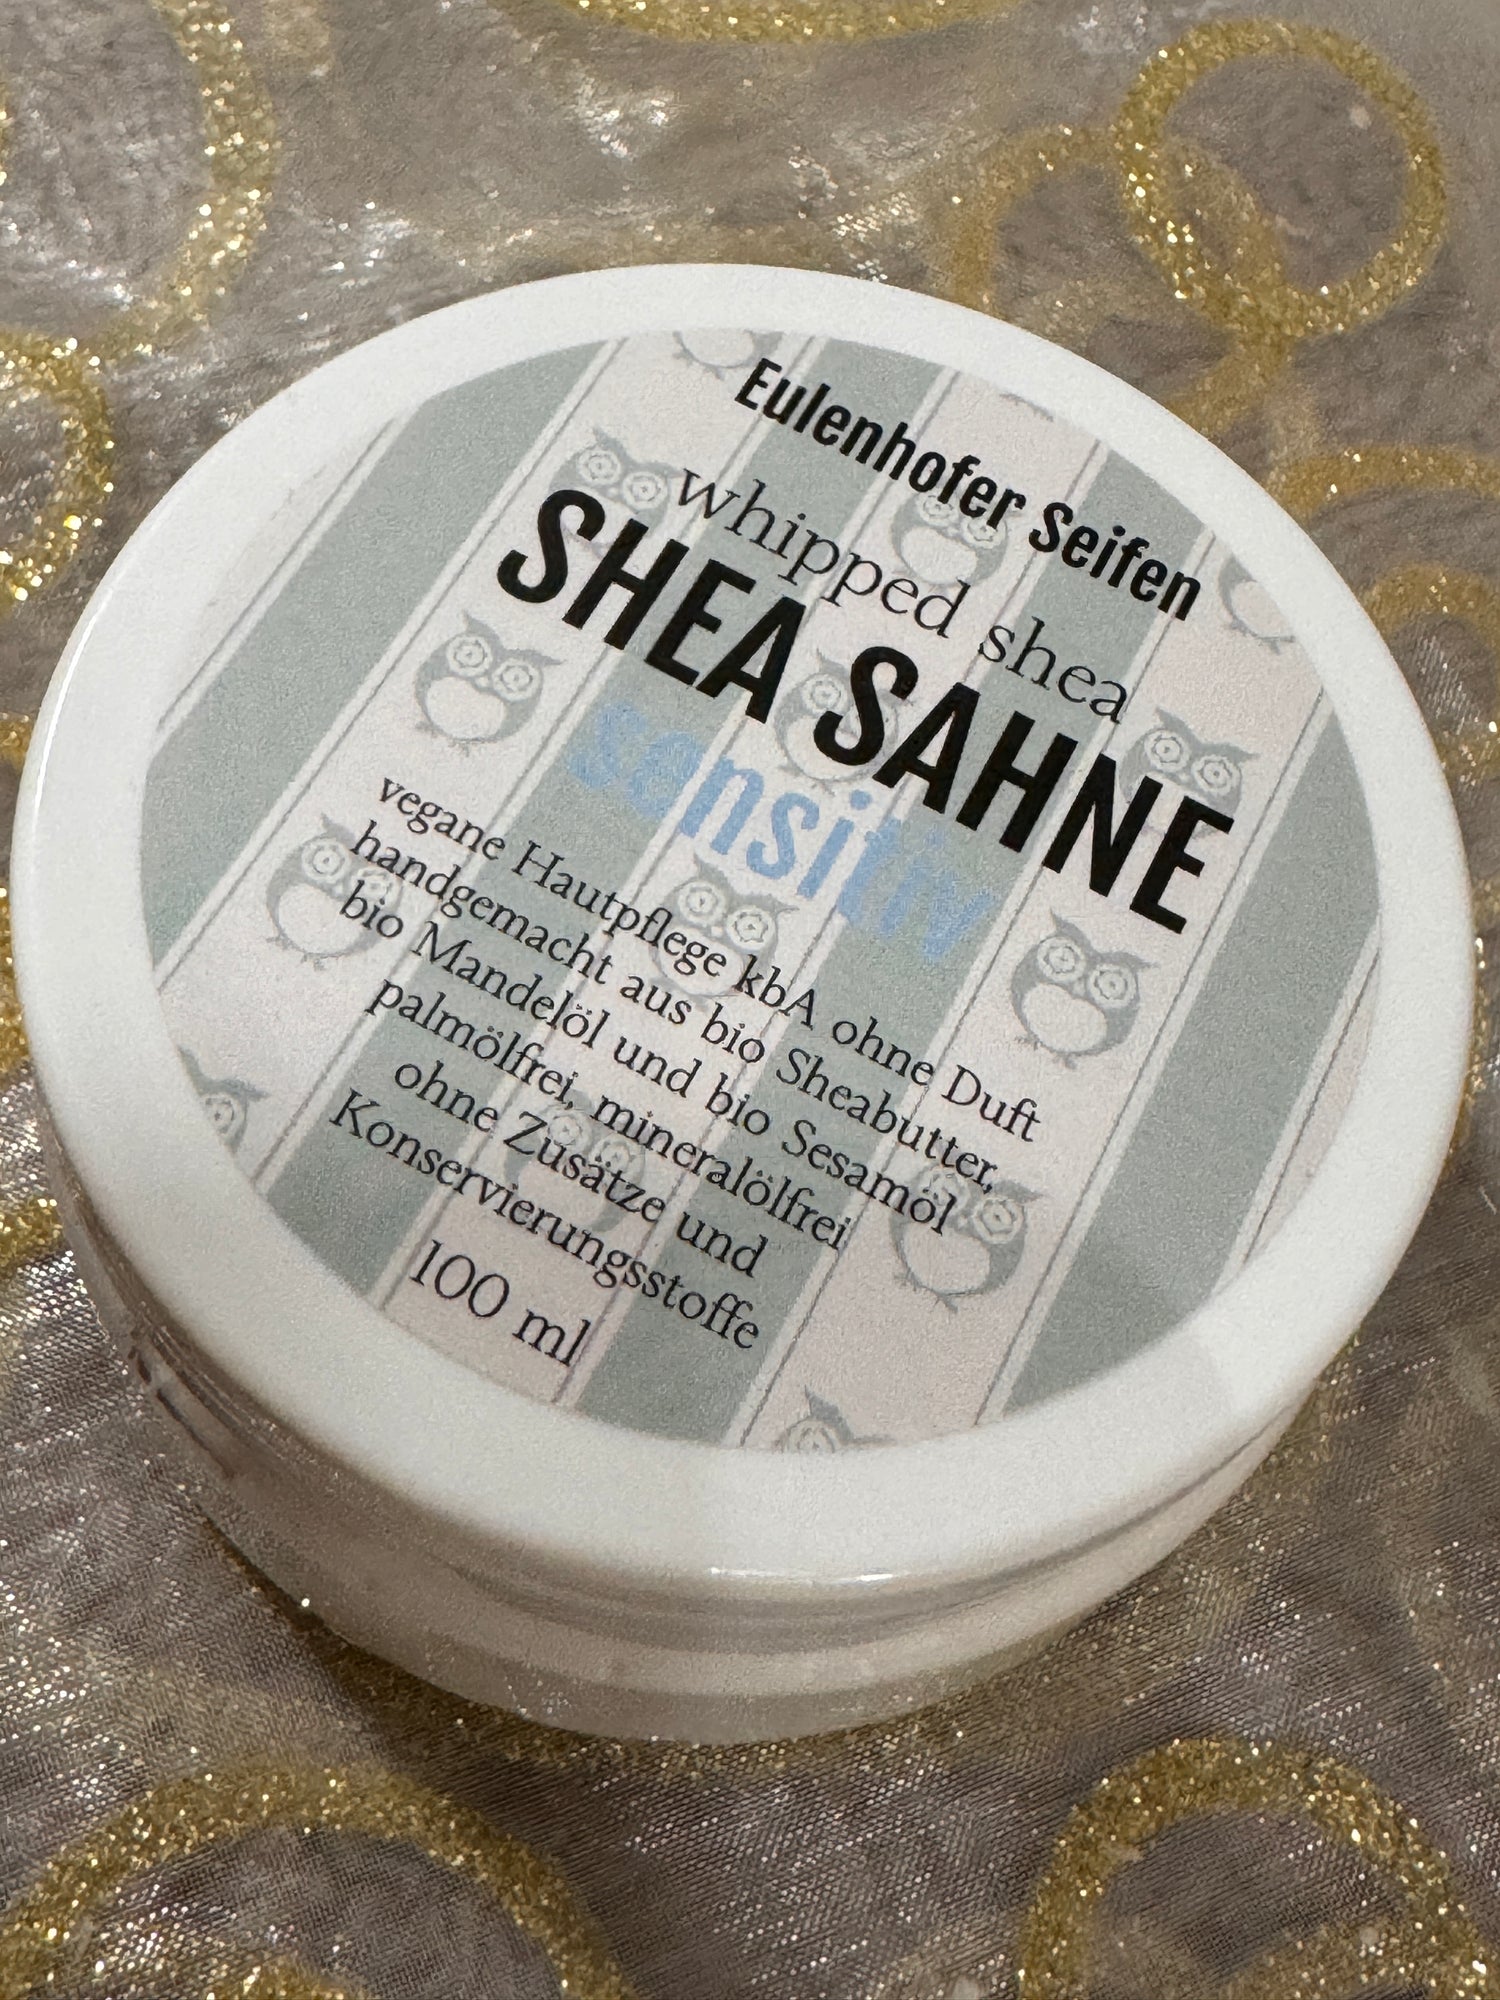 Eulenhofer Seifen
whipped shea
SHEA SAHNE
sensitiv
vegane Hautpflege kbA ohne Duft
handgemacht aus bio Sheabutter,
bio Mandelöl und bio Sesamöl
palmölfrei, mineralölfrei
ohne Zusätze und
Konservierungsstoffe
100 ml